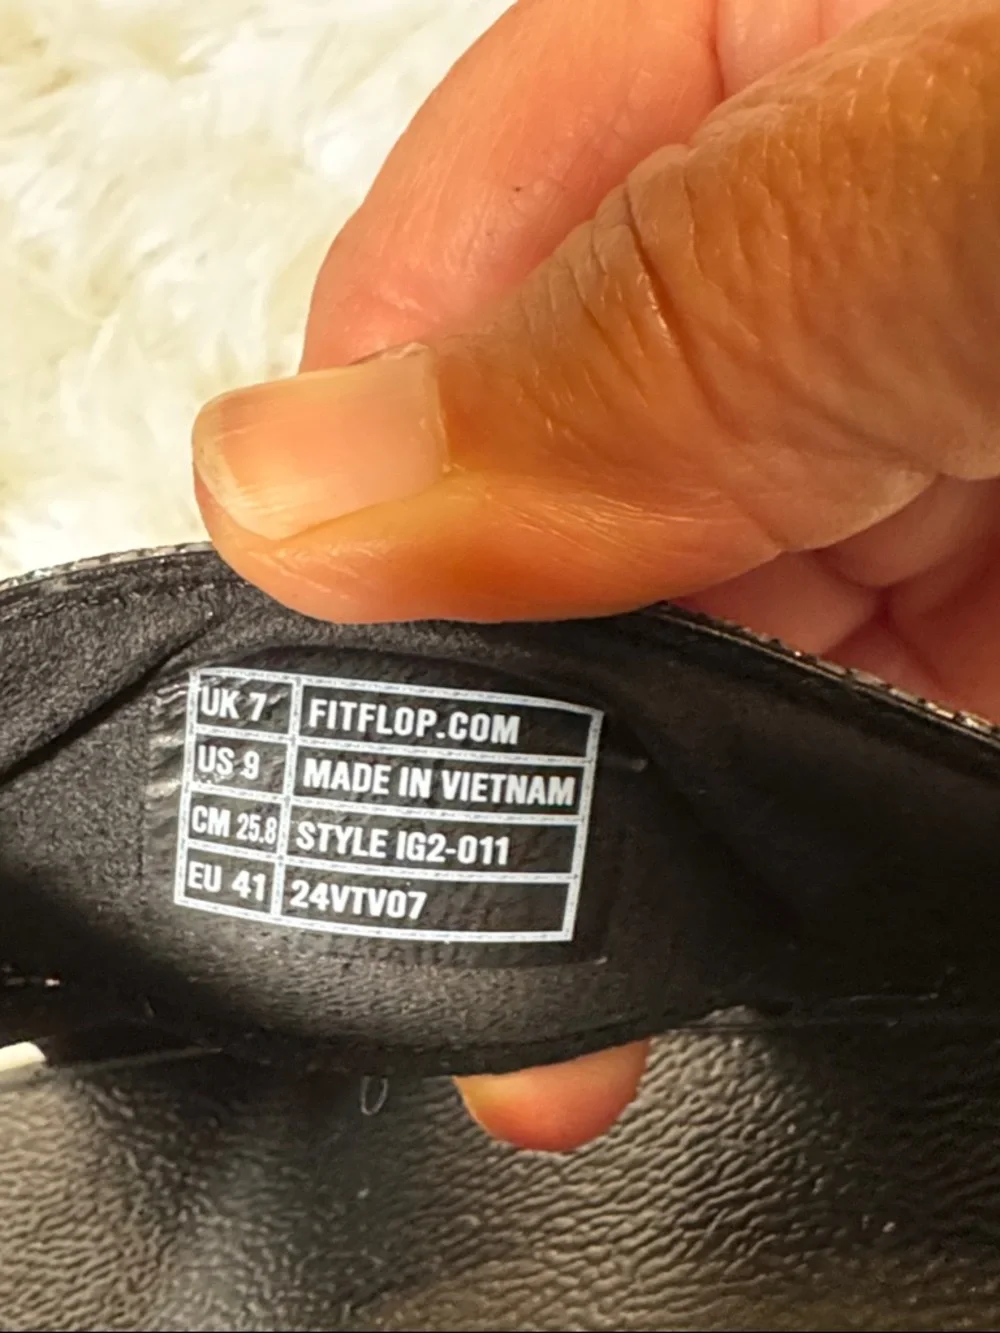 UK 7 FITFLOP.COM
US 9 MADE IN VIETNAM
CM 25.8 STYLE IG2-011
EU 41 24VTV07